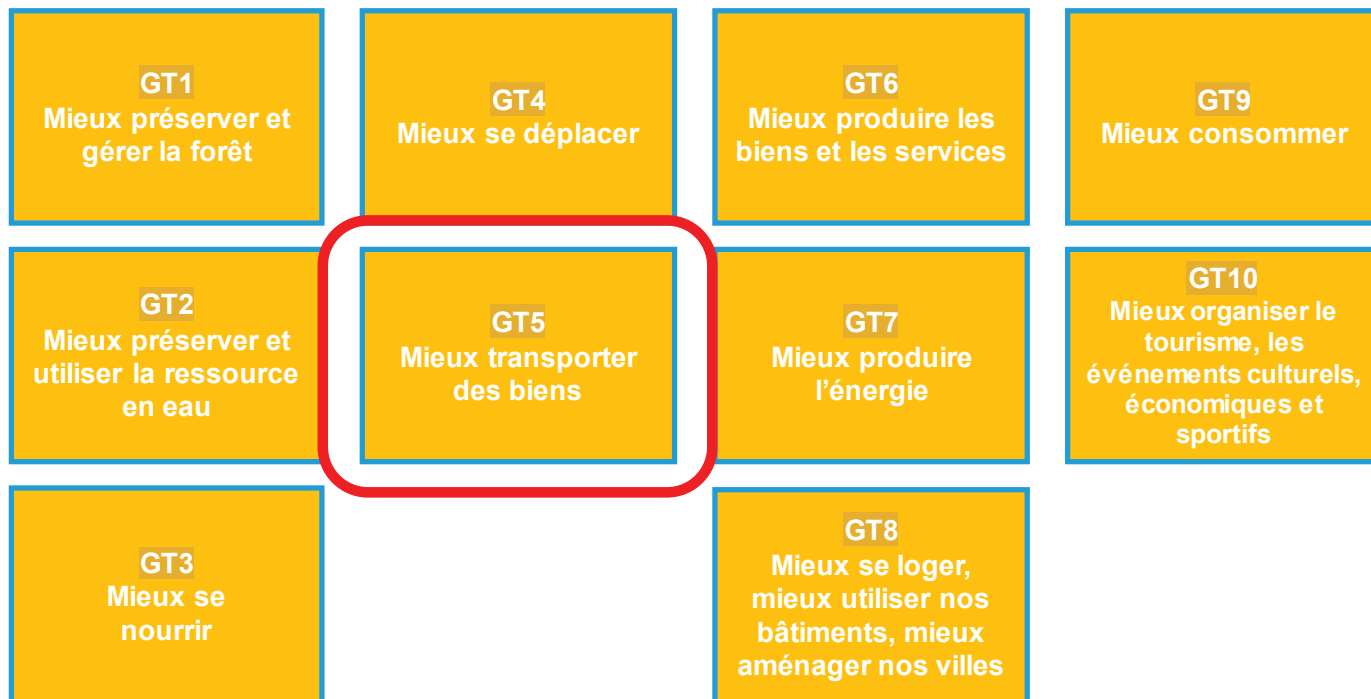 GT1
Mieux préserver et
gérer la forêt
GT2
Mieux préserver et
utiliser la ressource
en eau
GT3
Mieux se
nourrir
GT4
Mieux se déplacer
GT5
Mieux transporter
des biens
GT6
Mieux produire les
biens et les services
GT7
Mieux produire
l’énergie
GT8
Mieux se loger,
mieux utiliser nos
bâtiments, mieux
aménager nos villes
GT9
Mieux consommer
GT10
Mieux organiser le
tourisme, les
événements culturels,
économiques et
sportifs